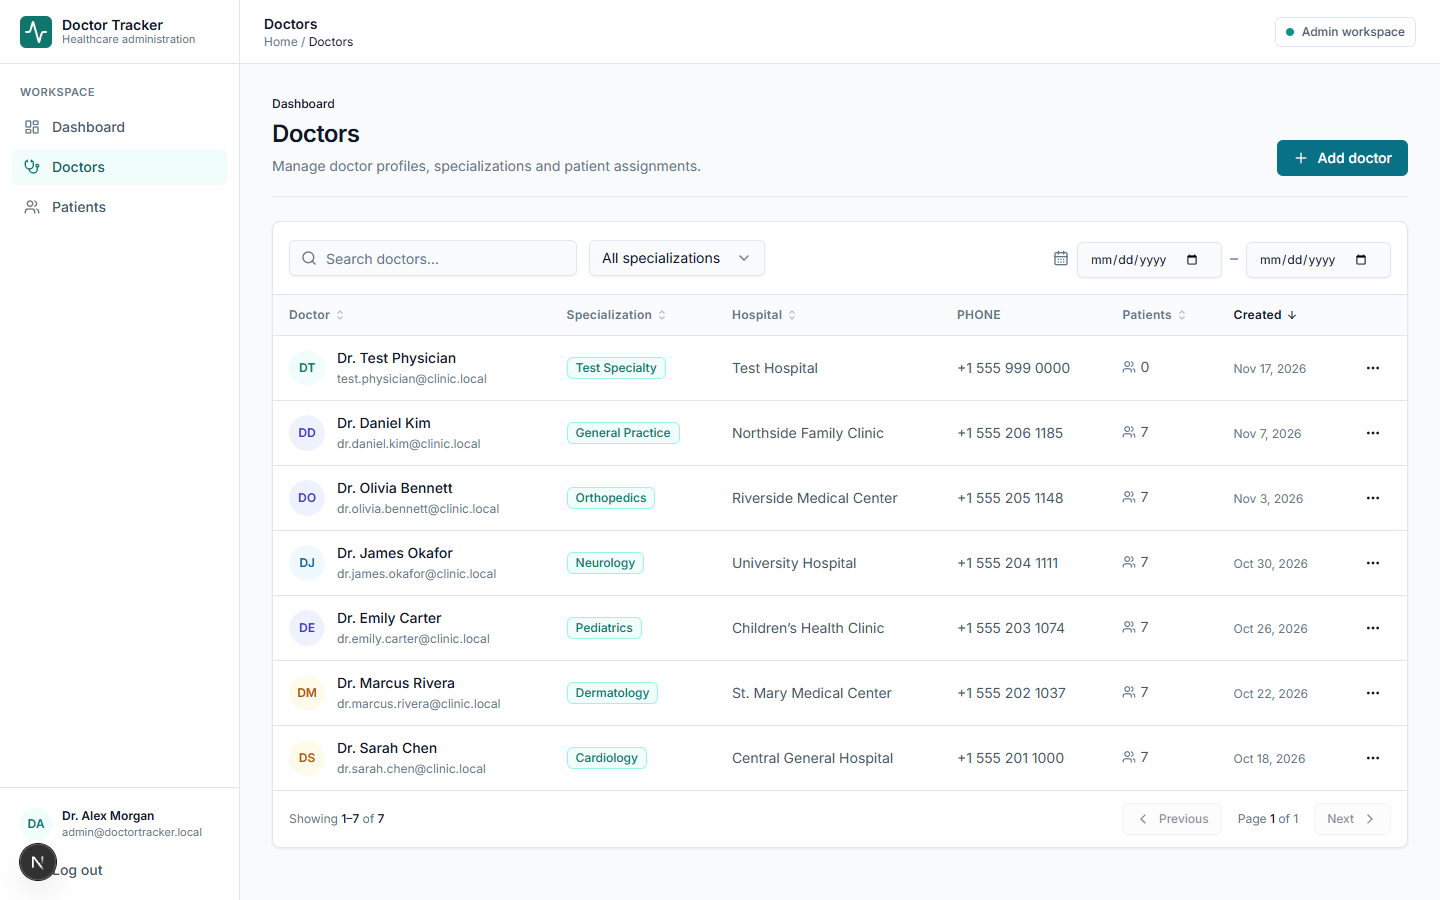 Doctor Tracker
Healthcare administration
WORKSPACE
Dashboard
Doctors
Patients
DA
Dr. Alex Morgan
admin@doctortracker.local
N
Log out
Doctors
Home / Doctors
Admin workspace
Dashboard
Doctors
Manage doctor profiles, specializations and patient assignments.
+ Add doctor
Search doctors...
All specializations
mm/dd/yyyy – mm/dd/yyyy
Doctor Specialization Hospital PHONE Patients Created ↓
DT Dr. Test Physician
test.physician@clinic.local
Test Specialty Test Hospital +1 555 999 0000 0 Nov 17, 2026 ...
DD Dr. Daniel Kim
dr.daniel.kim@clinic.local
General Practice Northside Family Clinic +1 555 206 1185 7 Nov 7, 2026 ...
DO Dr. Olivia Bennett
dr.olivia.bennett@clinic.local
Orthopedics Riverside Medical Center +1 555 205 1148 7 Nov 3, 2026 ...
DJ Dr. James Okafor
dr.james.okafor@clinic.local
Neurology University Hospital +1 555 204 1111 7 Oct 30, 2026 ...
DE Dr. Emily Carter
dr.emily.carter@clinic.local
Pediatrics Children’s Health Clinic +1 555 203 1074 7 Oct 26, 2026 ...
DM Dr. Marcus Rivera
dr.marcus.rivera@clinic.local
Dermatology St. Mary Medical Center +1 555 202 1037 7 Oct 22, 2026 ...
DS Dr. Sarah Chen
dr.sarah.chen@clinic.local
Cardiology Central General Hospital +1 555 201 1000 7 Oct 18, 2026 ...
Showing 1–7 of 7
Previous Page 1 of 1 Next